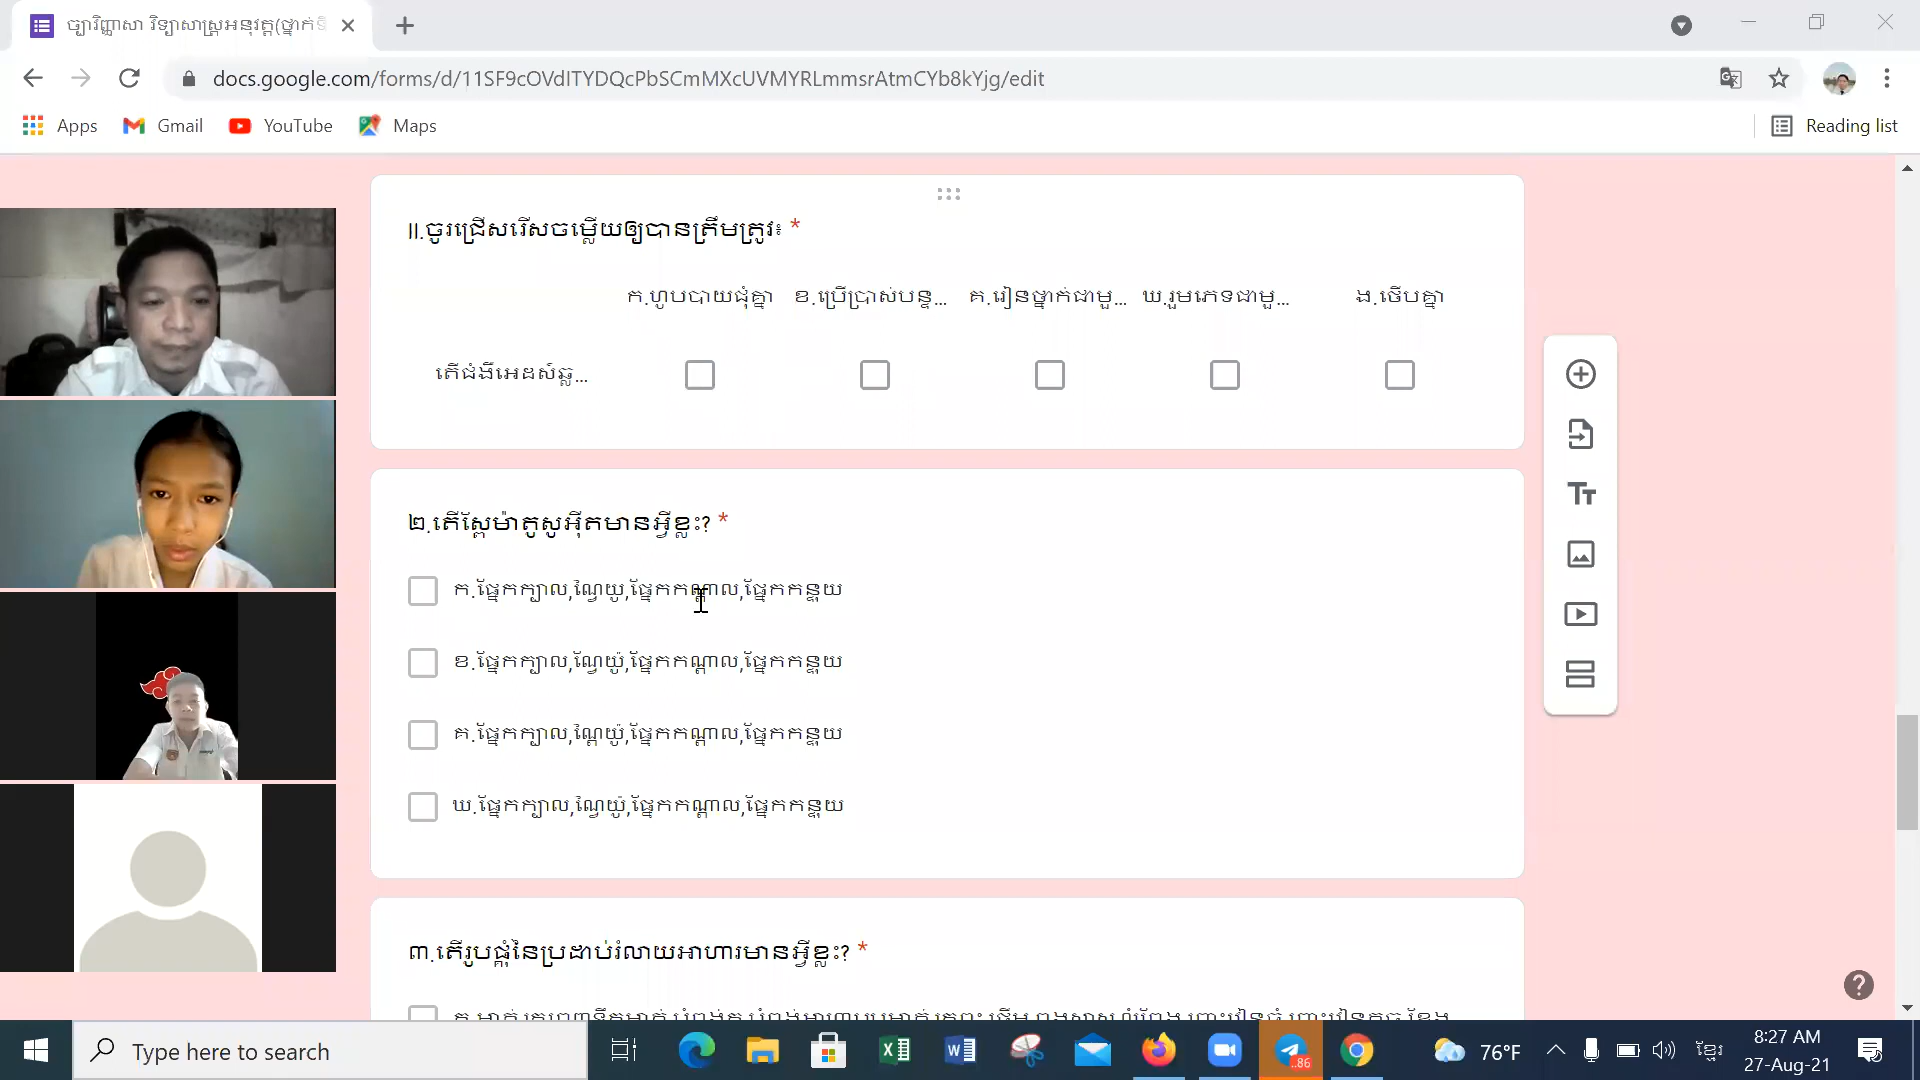 ច្បាវិញ្ញាសា វិទ្យាសាស្ត្រអនុវត្ត(ថ្នាក់ទី
docs.google.com/forms/d/11SF9cOVdITYDQcPbSCmMXcUVMYRLmmsrAtmCYb8kYjg/edit
Apps Gmail YouTube Maps Reading list
II.ចូរជ្រើសរើសចម្លើយឲ្យបានត្រឹមត្រូវ៖ *
ក.ហូបបាយជុំគ្នា ខ.ប្រើប្រាស់បន្ទ... គ.រៀនថ្នាក់ជាមួ... ឃ.រួមភេទជាមួ... ង.ថើបគ្នា
តើជំងឺអេដស៍ឆ្ល...
២.តើស្ពែម៉ាតូសូអ៊ីតមានអ្វីខ្លះ? *
ក.ផ្នែកក្បាល,ណ្វៃយូ,ផ្នែកកណ្ដាល,ផ្នែកកន្ទុយ
ខ.ផ្នែកក្បាល,ណ្វែយ៉ូ,ផ្នែកកណ្ដាល,ផ្នែកកន្ទុយ
គ.ផ្នែកក្បាល,ណ្តៃយ៉ូ,ផ្នែកកណ្ដាល,ផ្នែកកន្ទុយ
ឃ.ផ្នែកក្បាល,ណ្វៃយ៉ូ,ផ្នែកកណ្ដាល,ផ្នែកកន្ទុយ
៣.តើរូបផ្គុំនៃប្រដាប់រំលាយអាហារមានអ្វីខ្លះ? *
Type here to search
..86
76°F
ខ្មែរ
8:27 AM
27-Aug-21